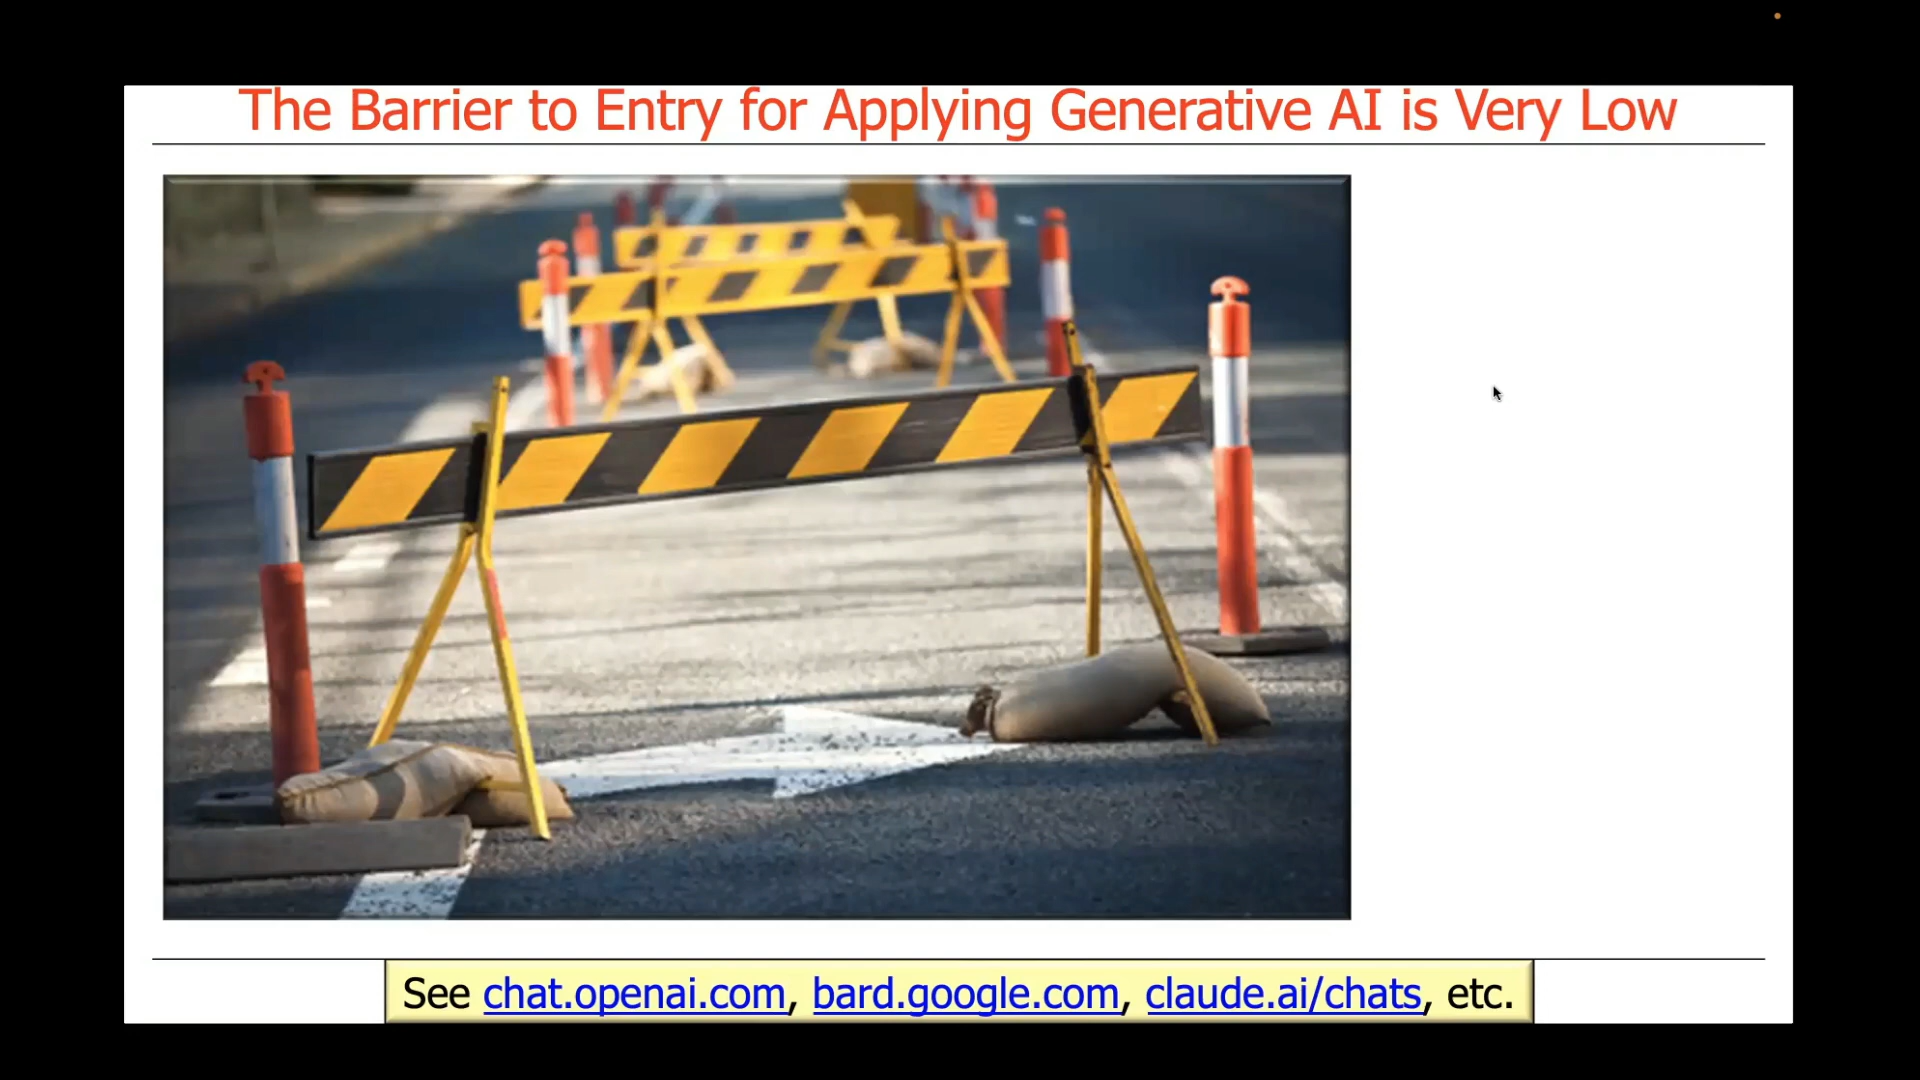 The Barrier to Entry for Applying Generative AI is Very Low
See chat.openai.com, bard.google.com, claude.ai/chats, etc.